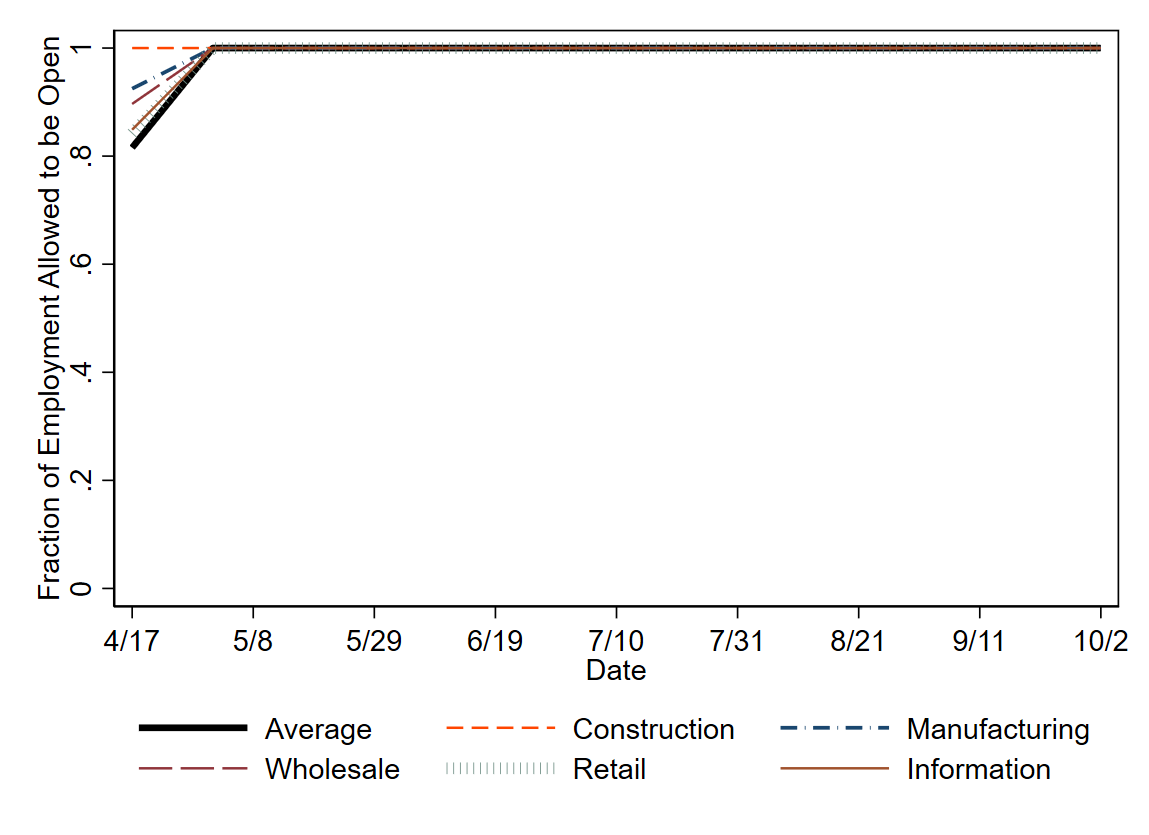 Fraction of Employment Allowed to be Open
1
.8
.6
.4
.2
0
4/17 5/8 5/29 6/19 7/10 7/31 8/21 9/11 10/2
Date
Average Construction Manufacturing
Wholesale Retail Information